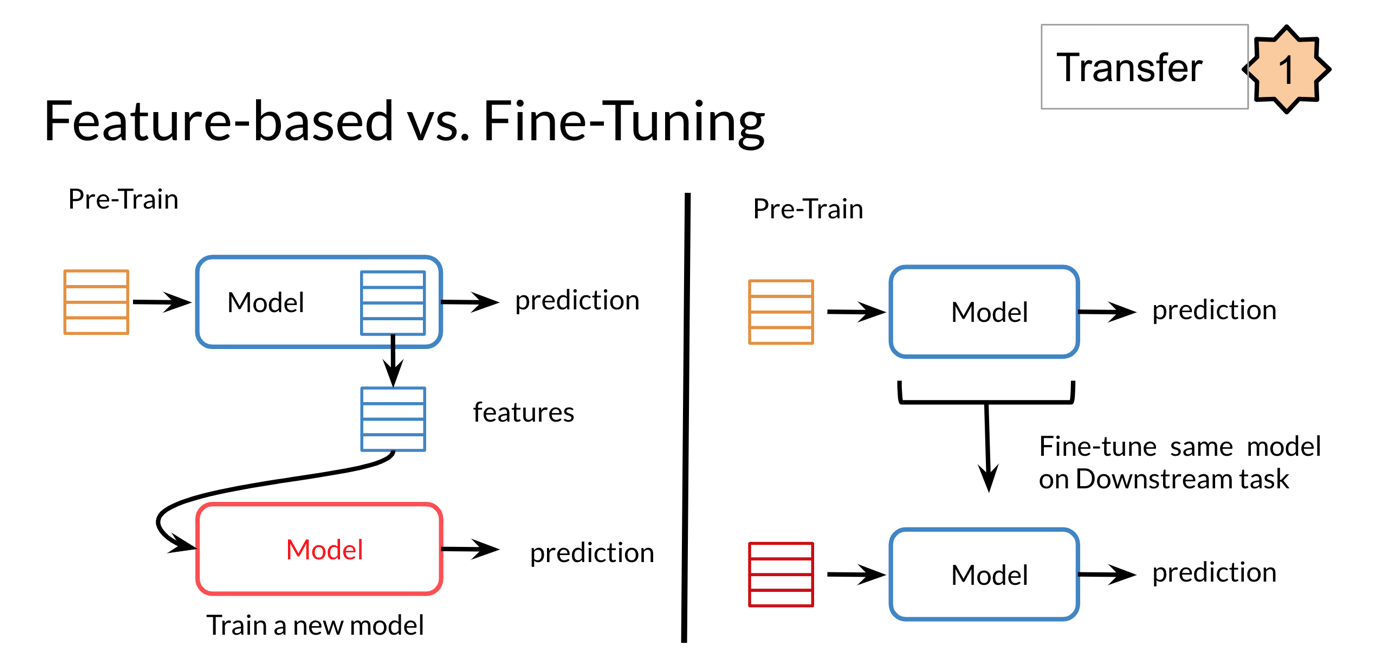 Transfer
1
Feature-based vs. Fine-Tuning
Pre-Train
Model
prediction
features
Model
prediction
Train a new model
Pre-Train
Model
prediction
Fine-tune same model
on Downstream task
Model
prediction